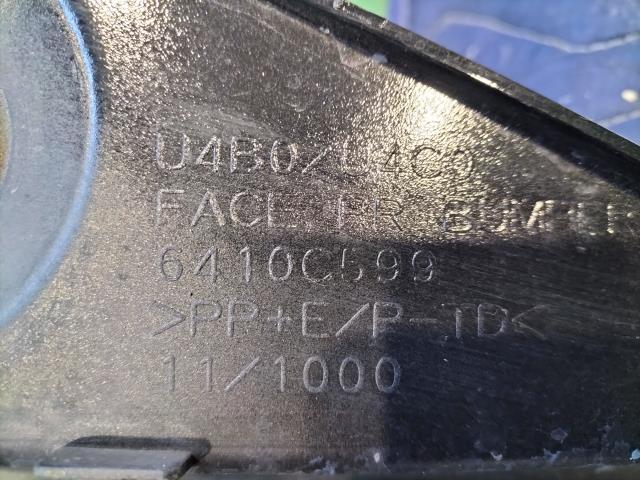 U4B0/U4C0
FACE FR BUMPER
6410C599
>PP+E/P-TD<
11/1000